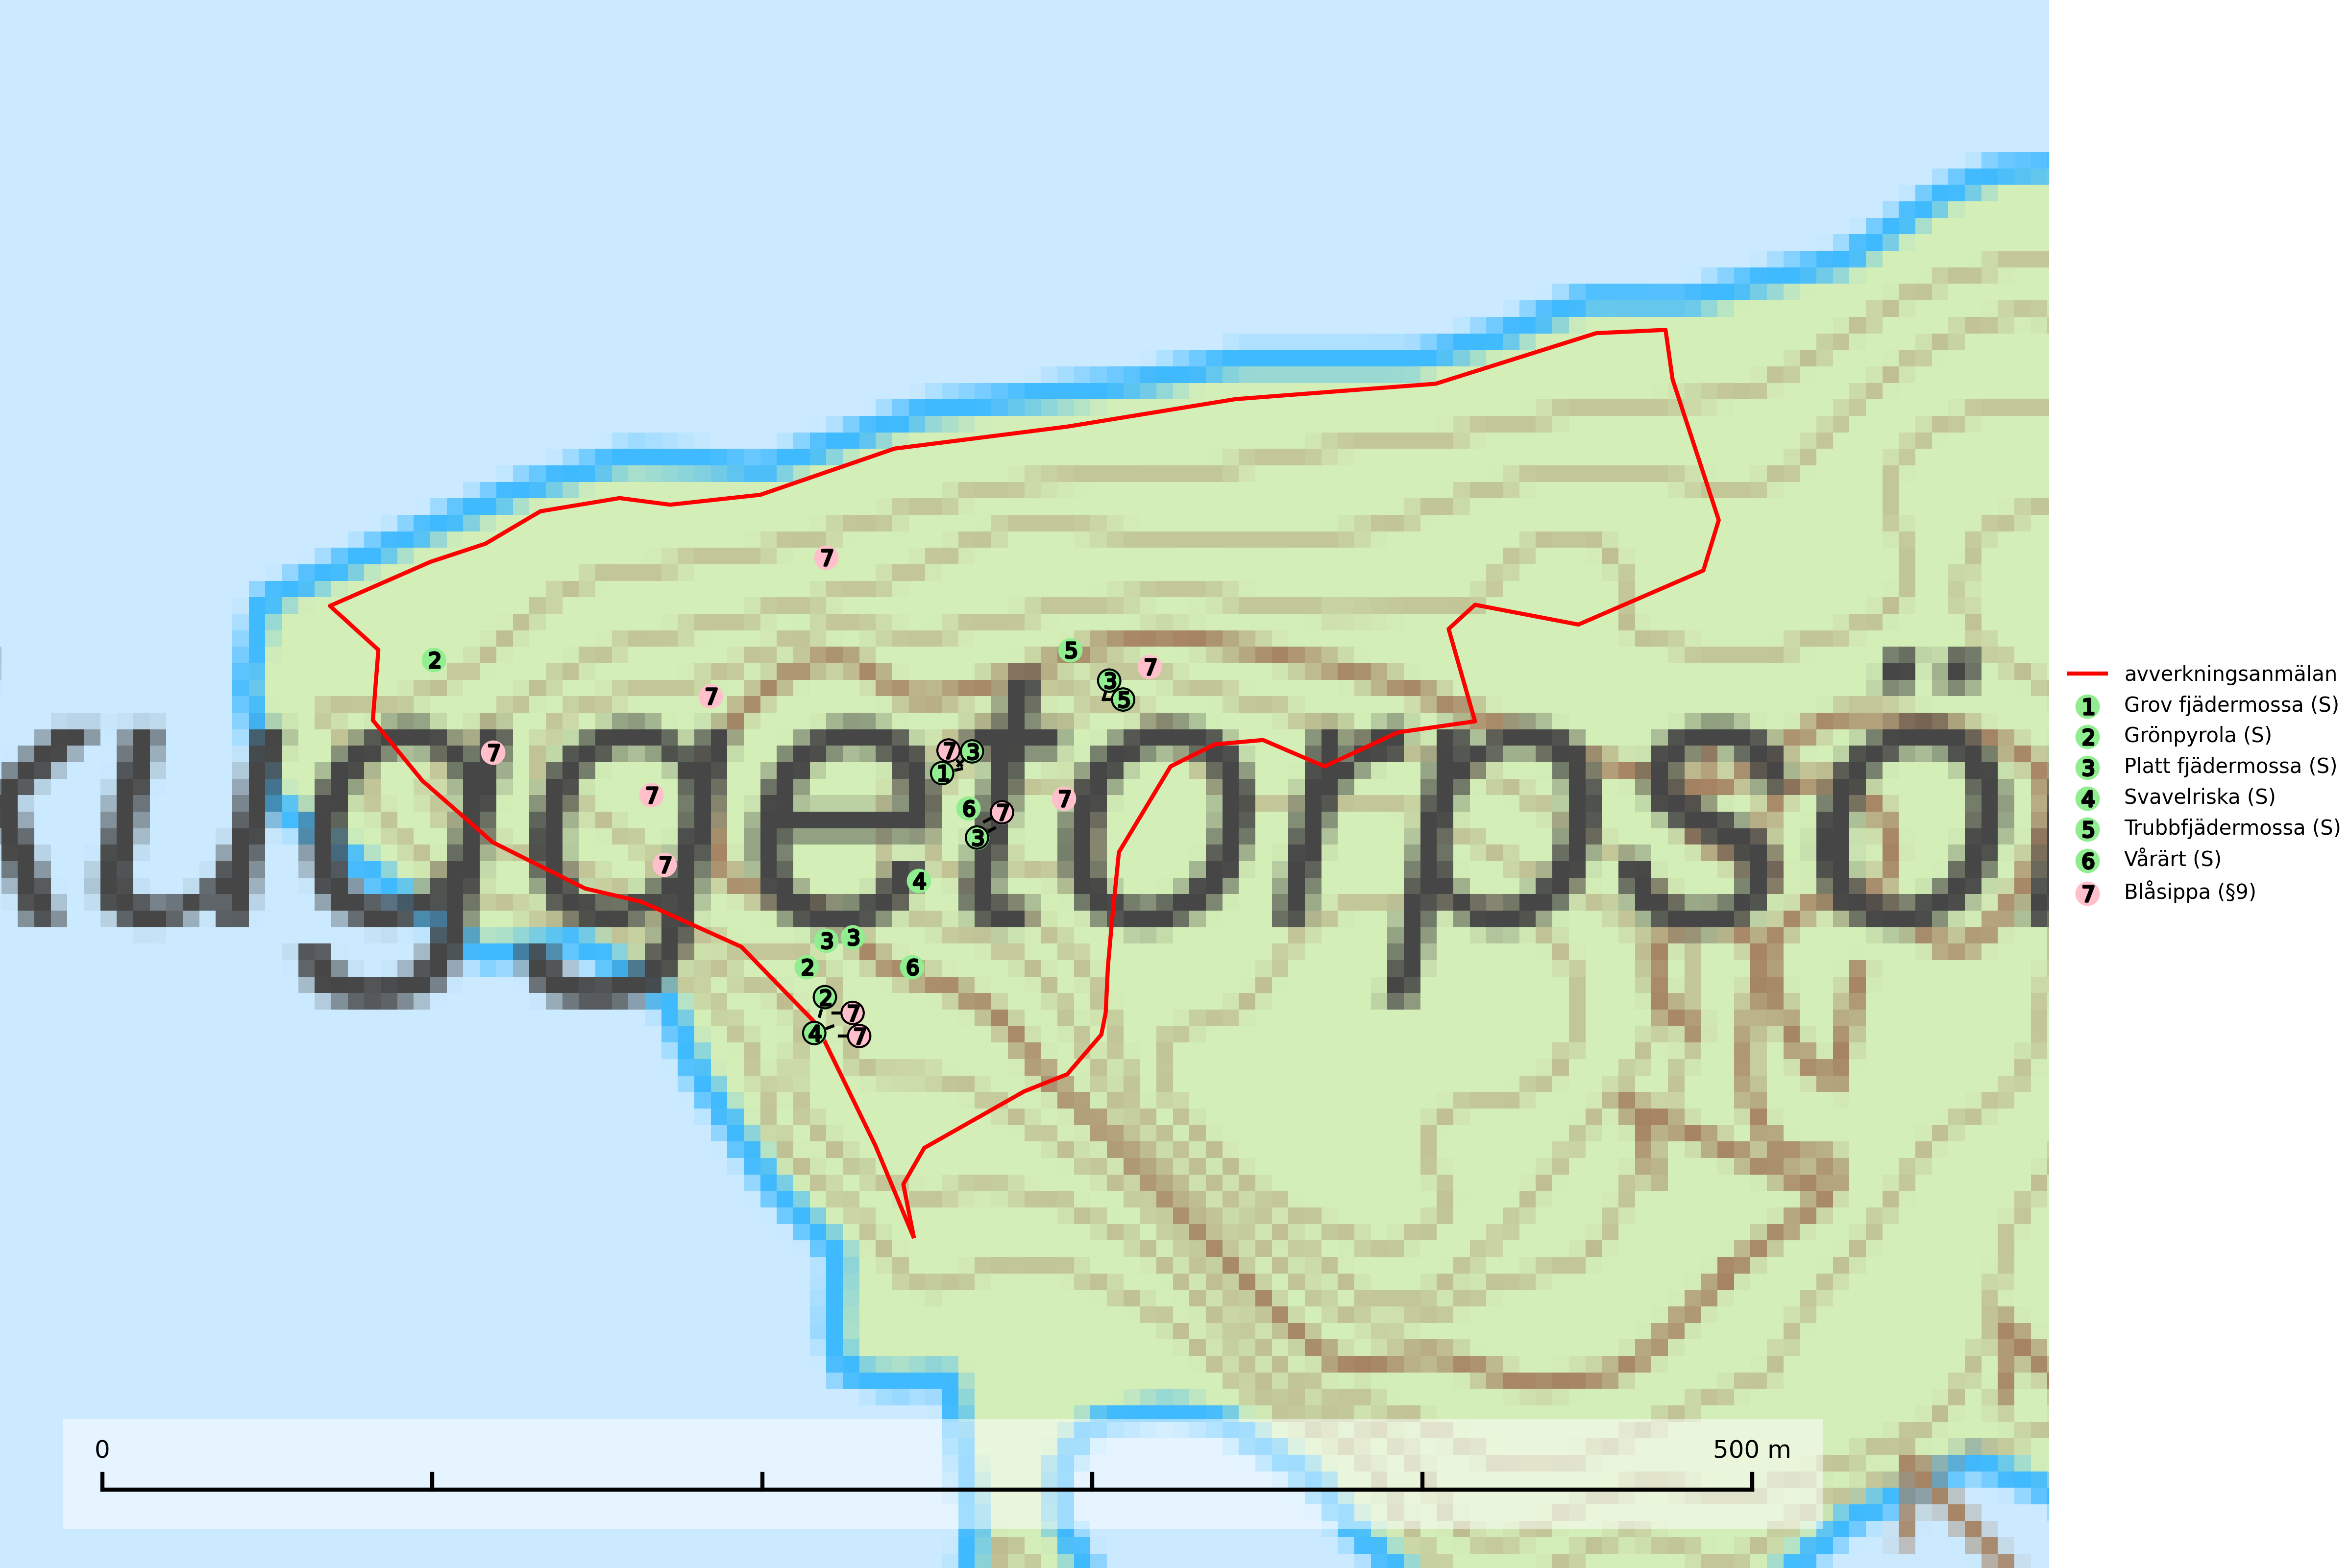 2
7
7
7
7
7
5
7
3
5
7
3
1
6
7
3
7
4
3
3
2
6
2
7
4
7
kuggetorpsö
0
500 m
avverkningsanmälan
1 Grov fjädermossa (S)
2 Grönpyrola (S)
3 Platt fjädermossa (S)
4 Svavelriska (S)
5 Trubbfjädermossa (S)
6 Vårärt (S)
7 Blåsippa (§9)